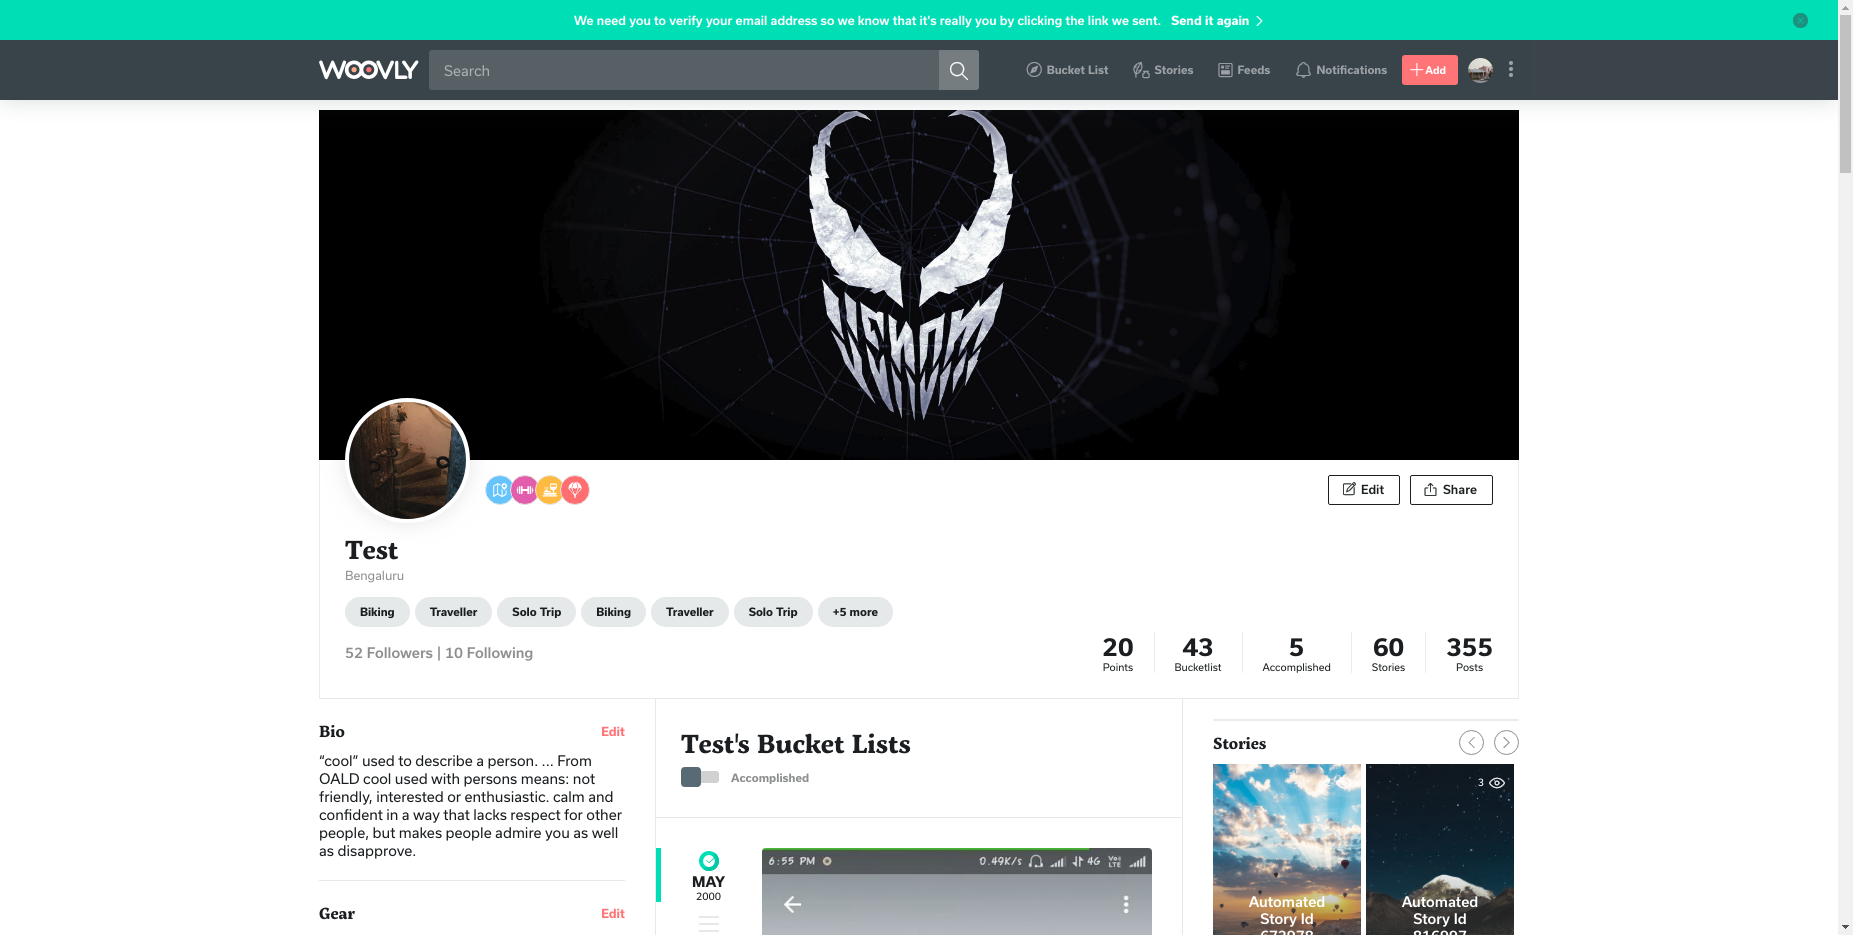 We need you to verify your email address so we know that it's really you by clicking the link we sent. Send it again
WOOVLY
Search
Bucket List
Stories
Feeds
Notifications
Add
VENOM
Edit
Share
Test
Bengaluru
Biking Traveller Solo Trip Biking Traveller Solo Trip +5 more
52 Followers | 10 Following
20 43 5 60 355
Points Bucketlist Accomplished Stories Posts
Bio Edit
“cool” used to describe a person. ... From
OALD cool used with persons means: not
friendly, interested or enthusiastic. calm and
confident in a way that lacks respect for other
people, but makes people admire you as well
as disapprove.
Gear Edit
Test's Bucket Lists
Accomplished
MAY
2000
6:55 PM 0.49K/s 4G Vo LTE
Stories
Automated
Story Id
3
Automated
Story Id